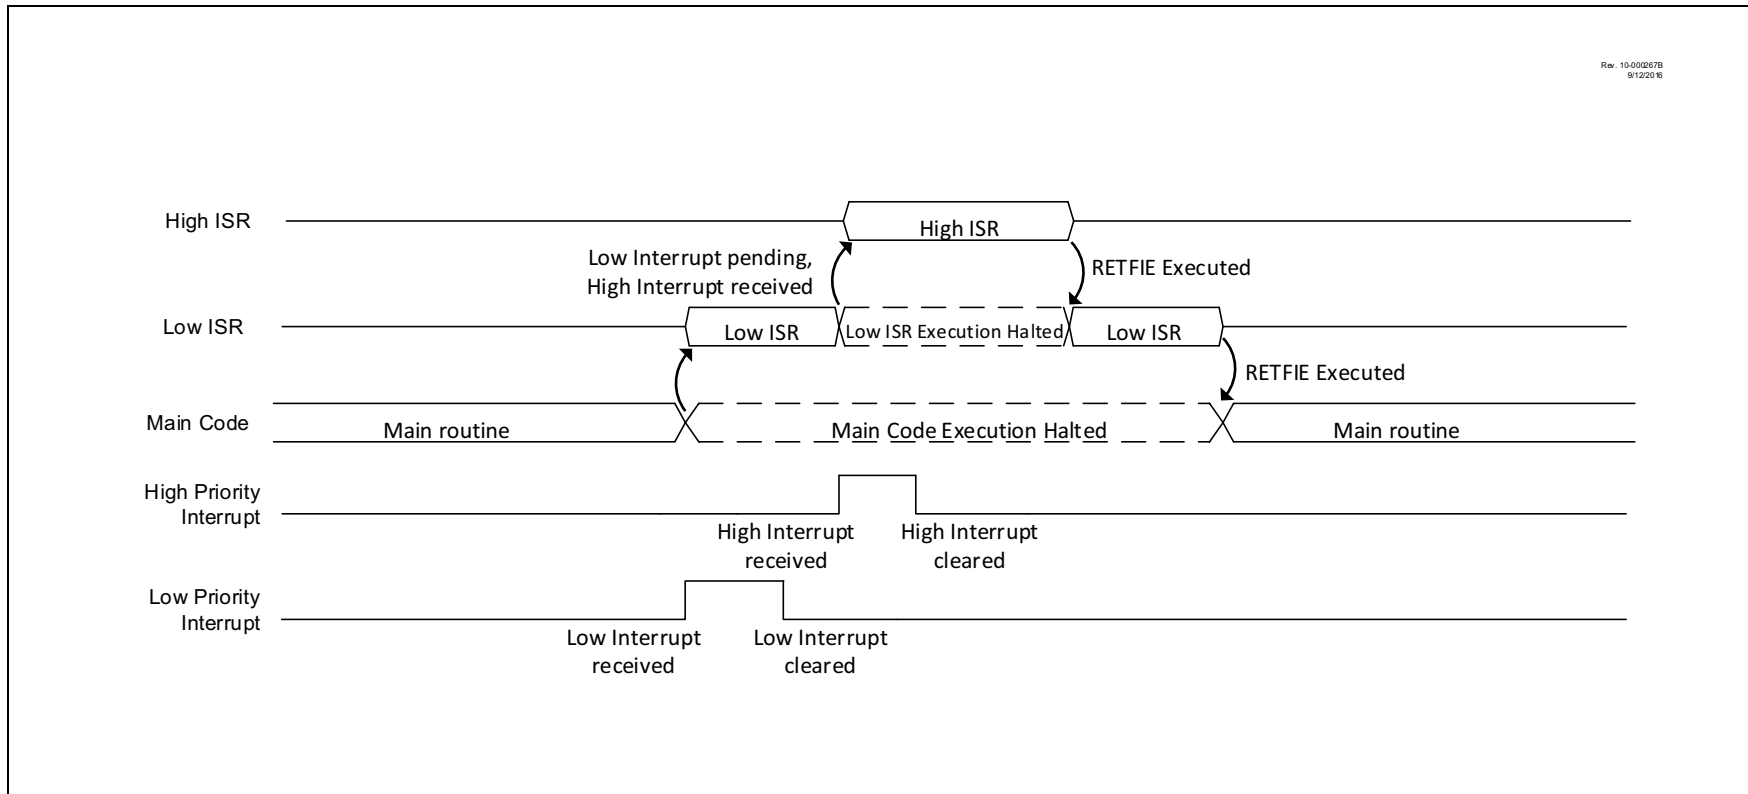 Rev. 10-000267B
9/12/2016
High ISR
High ISR
Low Interrupt pending,
High Interrupt received
RETFIE Executed
Low ISR
Low ISR
Low ISR Execution Halted
Low ISR
RETFIE Executed
Main Code
Main routine
Main Code Execution Halted
Main routine
High Priority
Interrupt
High Interrupt
received
High Interrupt
cleared
Low Priority
Interrupt
Low Interrupt
received
Low Interrupt
cleared